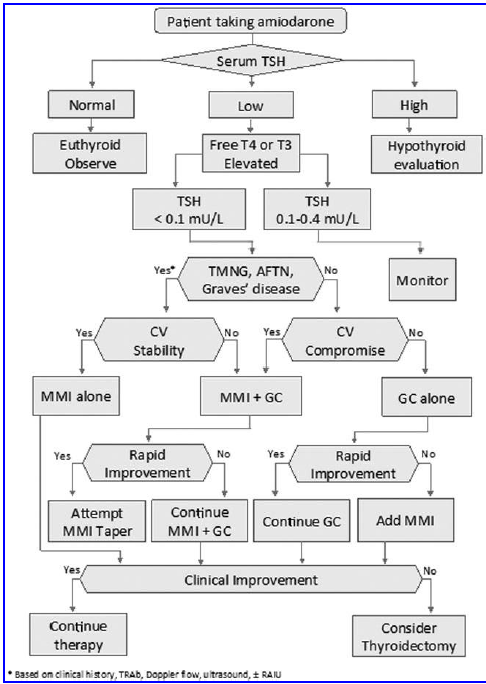 Patient taking amiodarone
Serum TSH
Normal
Low
High
Euthyroid
Observe
Free T4 or T3
Elevated
Hypothyroid
evaluation
TSH
< 0.1 mU/L
TSH
0.1-0.4 mU/L
Yes*
TMNG, AFTN,
Graves' disease
No
Monitor
Yes
CV
Stability
No
Yes
CV
Compromise
No
MMI alone
MMI + GC
GC alone
Yes
Rapid
Improvement
No
Yes
Rapid
Improvement
No
Attempt
MMI Taper
Continue
MMI + GC
Continue GC
Add MMI
Yes
Clinical Improvement
No
Continue
therapy
Consider
Thyroidectomy
* Based on clinical history, TRAb, Doppler flow, ultrasound, ± RAIU